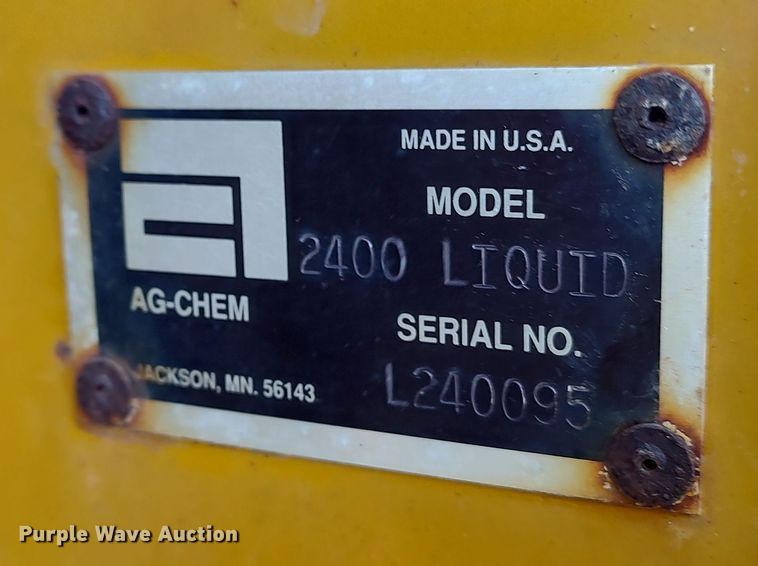 MADE IN U.S.A.
MODEL
2400 LIQUID
AG-CHEM
SERIAL NO.
JACKSON, MN. 56143
L240095
Purple Wave Auction